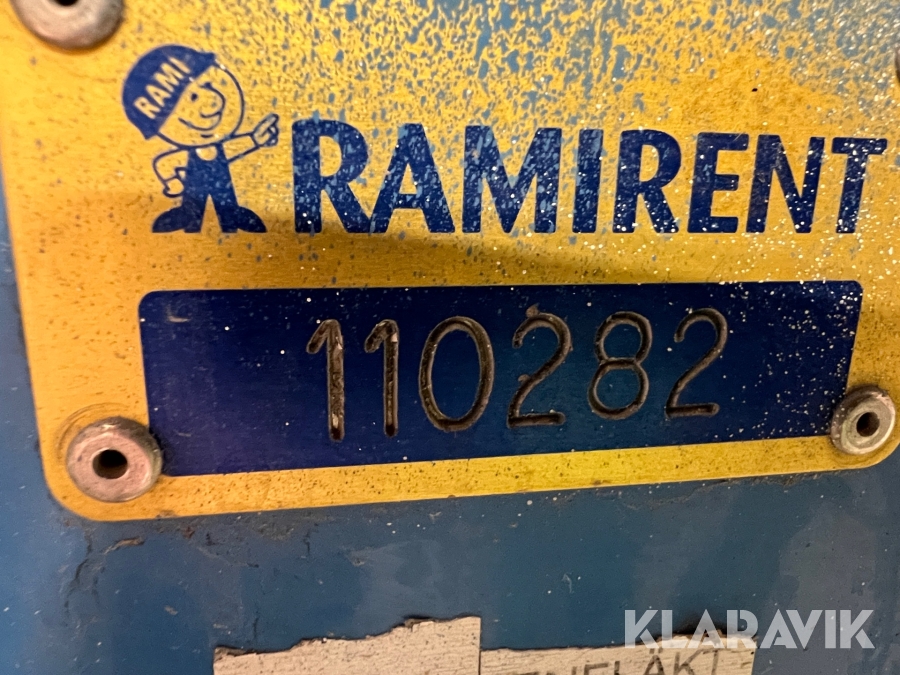 RAMI
RAMIRENT
110282
KLARAVIK